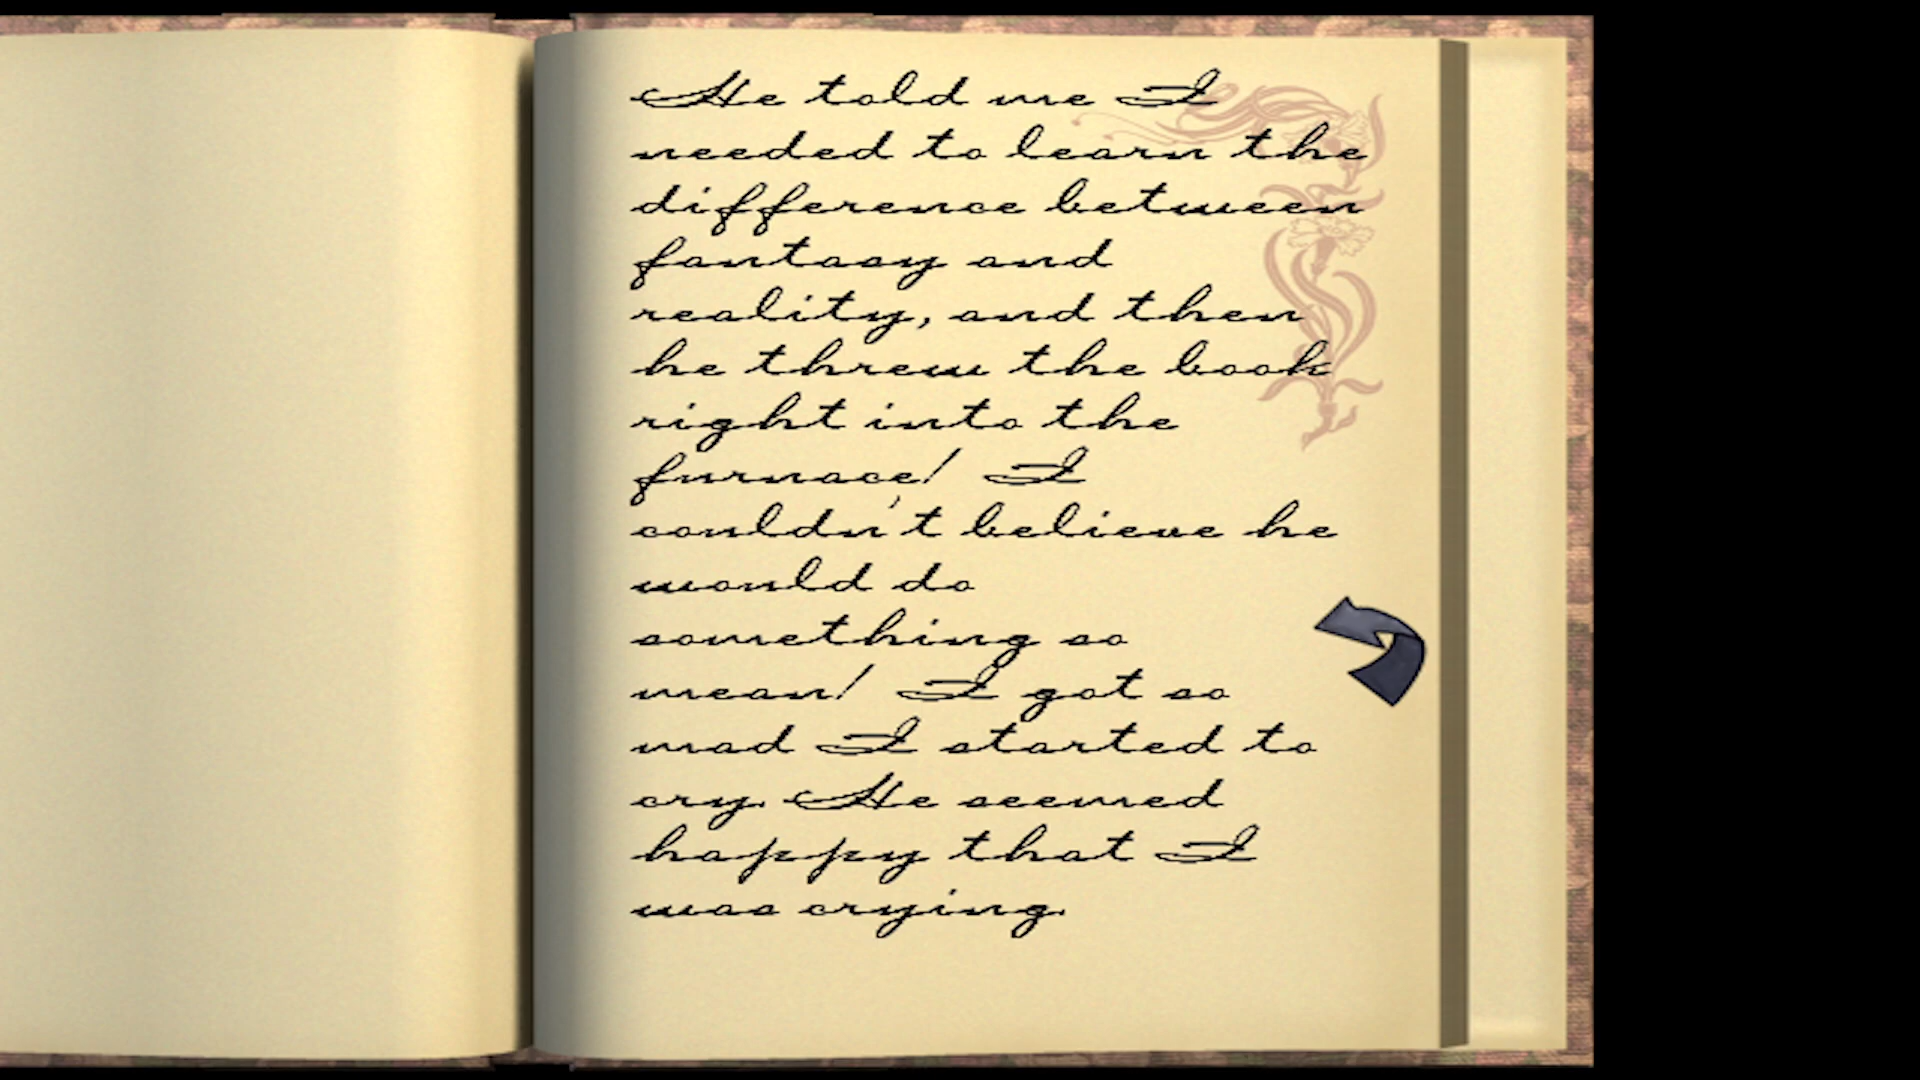 He told me I
needed to learn the
difference between
fantasy and
reality, and then
he threw the book
right into the
furnace! I
couldn't believe he
would do
something so
mean! I got so
mad I started to
cry. He seemed
happy that I
was crying.